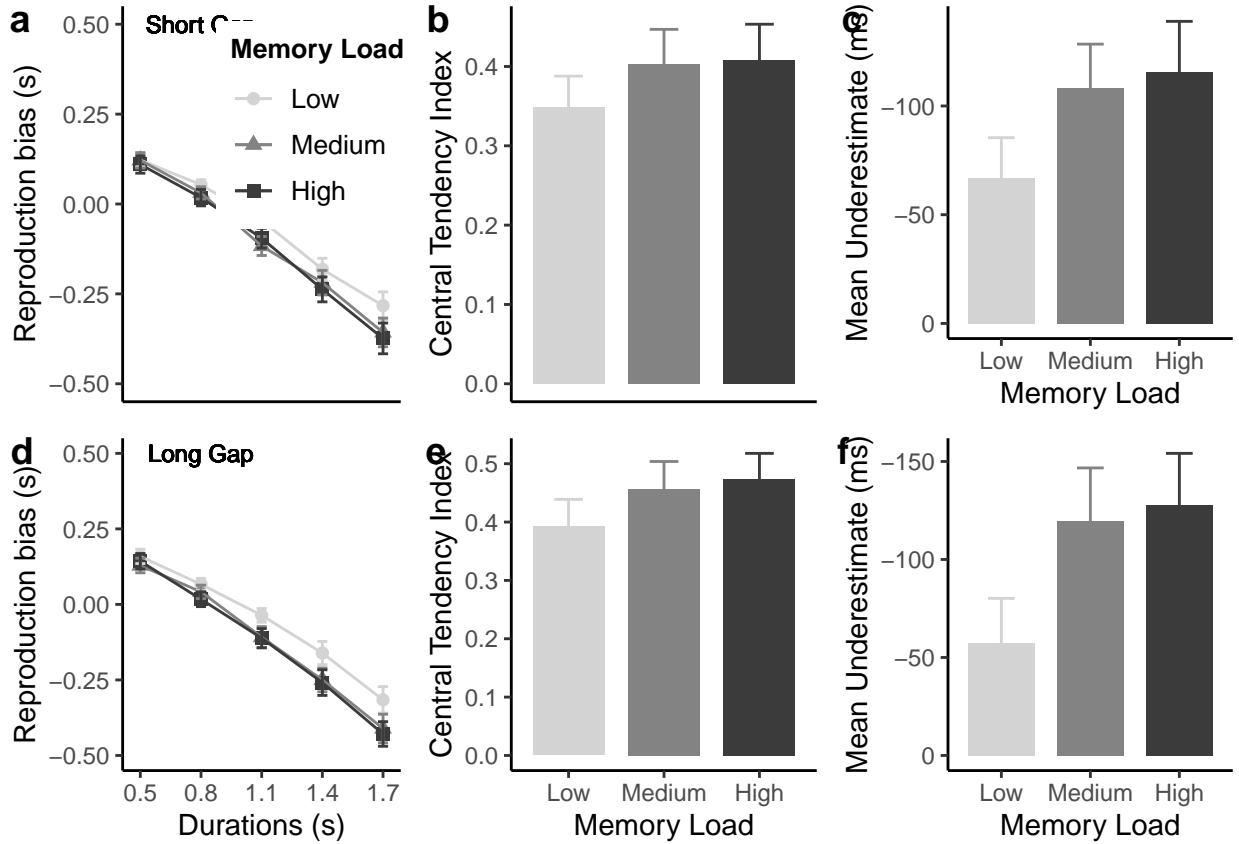 a
Short G
Memory Load
Low
Medium
High
Reproduction bias (s)
0.50
0.25
0.00
−0.25
−0.50
b
Central Tendency Index
0.4
0.3
0.2
0.1
0.0
c
Mean Underestimate (ms)
−100
−50
0
Low Medium High
Memory Load
d
Long Gap
Reproduction bias (s)
0.50
0.25
0.00
−0.25
−0.50
0.5 0.8 1.1 1.4 1.7
Durations (s)
e
Central Tendency Index
0.5
0.4
0.3
0.2
0.1
0.0
Low Medium High
Memory Load
f
Mean Underestimate (ms)
−150
−100
−50
0
Low Medium High
Memory Load